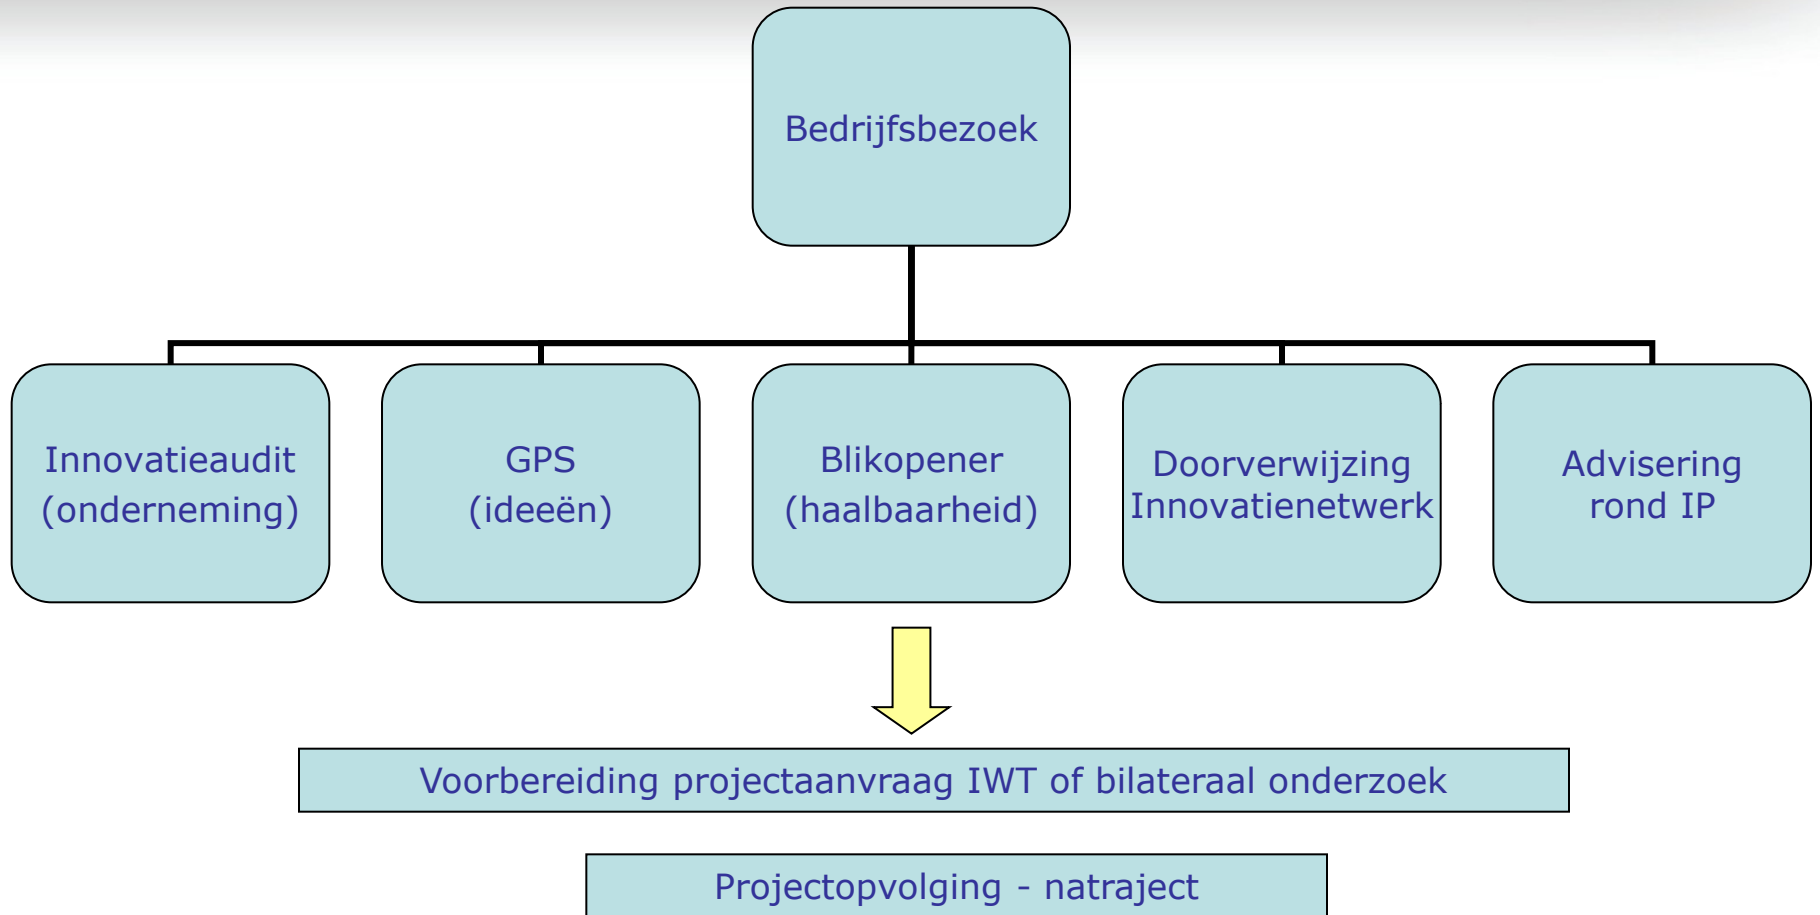 Bedrijfsbezoek
Innovatieaudit
(onderneming)
GPS
(ideeën)
Blikopener
(haalbaarheid)
Doorverwijzing
Innovatienetwerk
Advisering
rond IP
Voorbereiding projectaanvraag IWT of bilateraal onderzoek
Projectopvolging - natraject